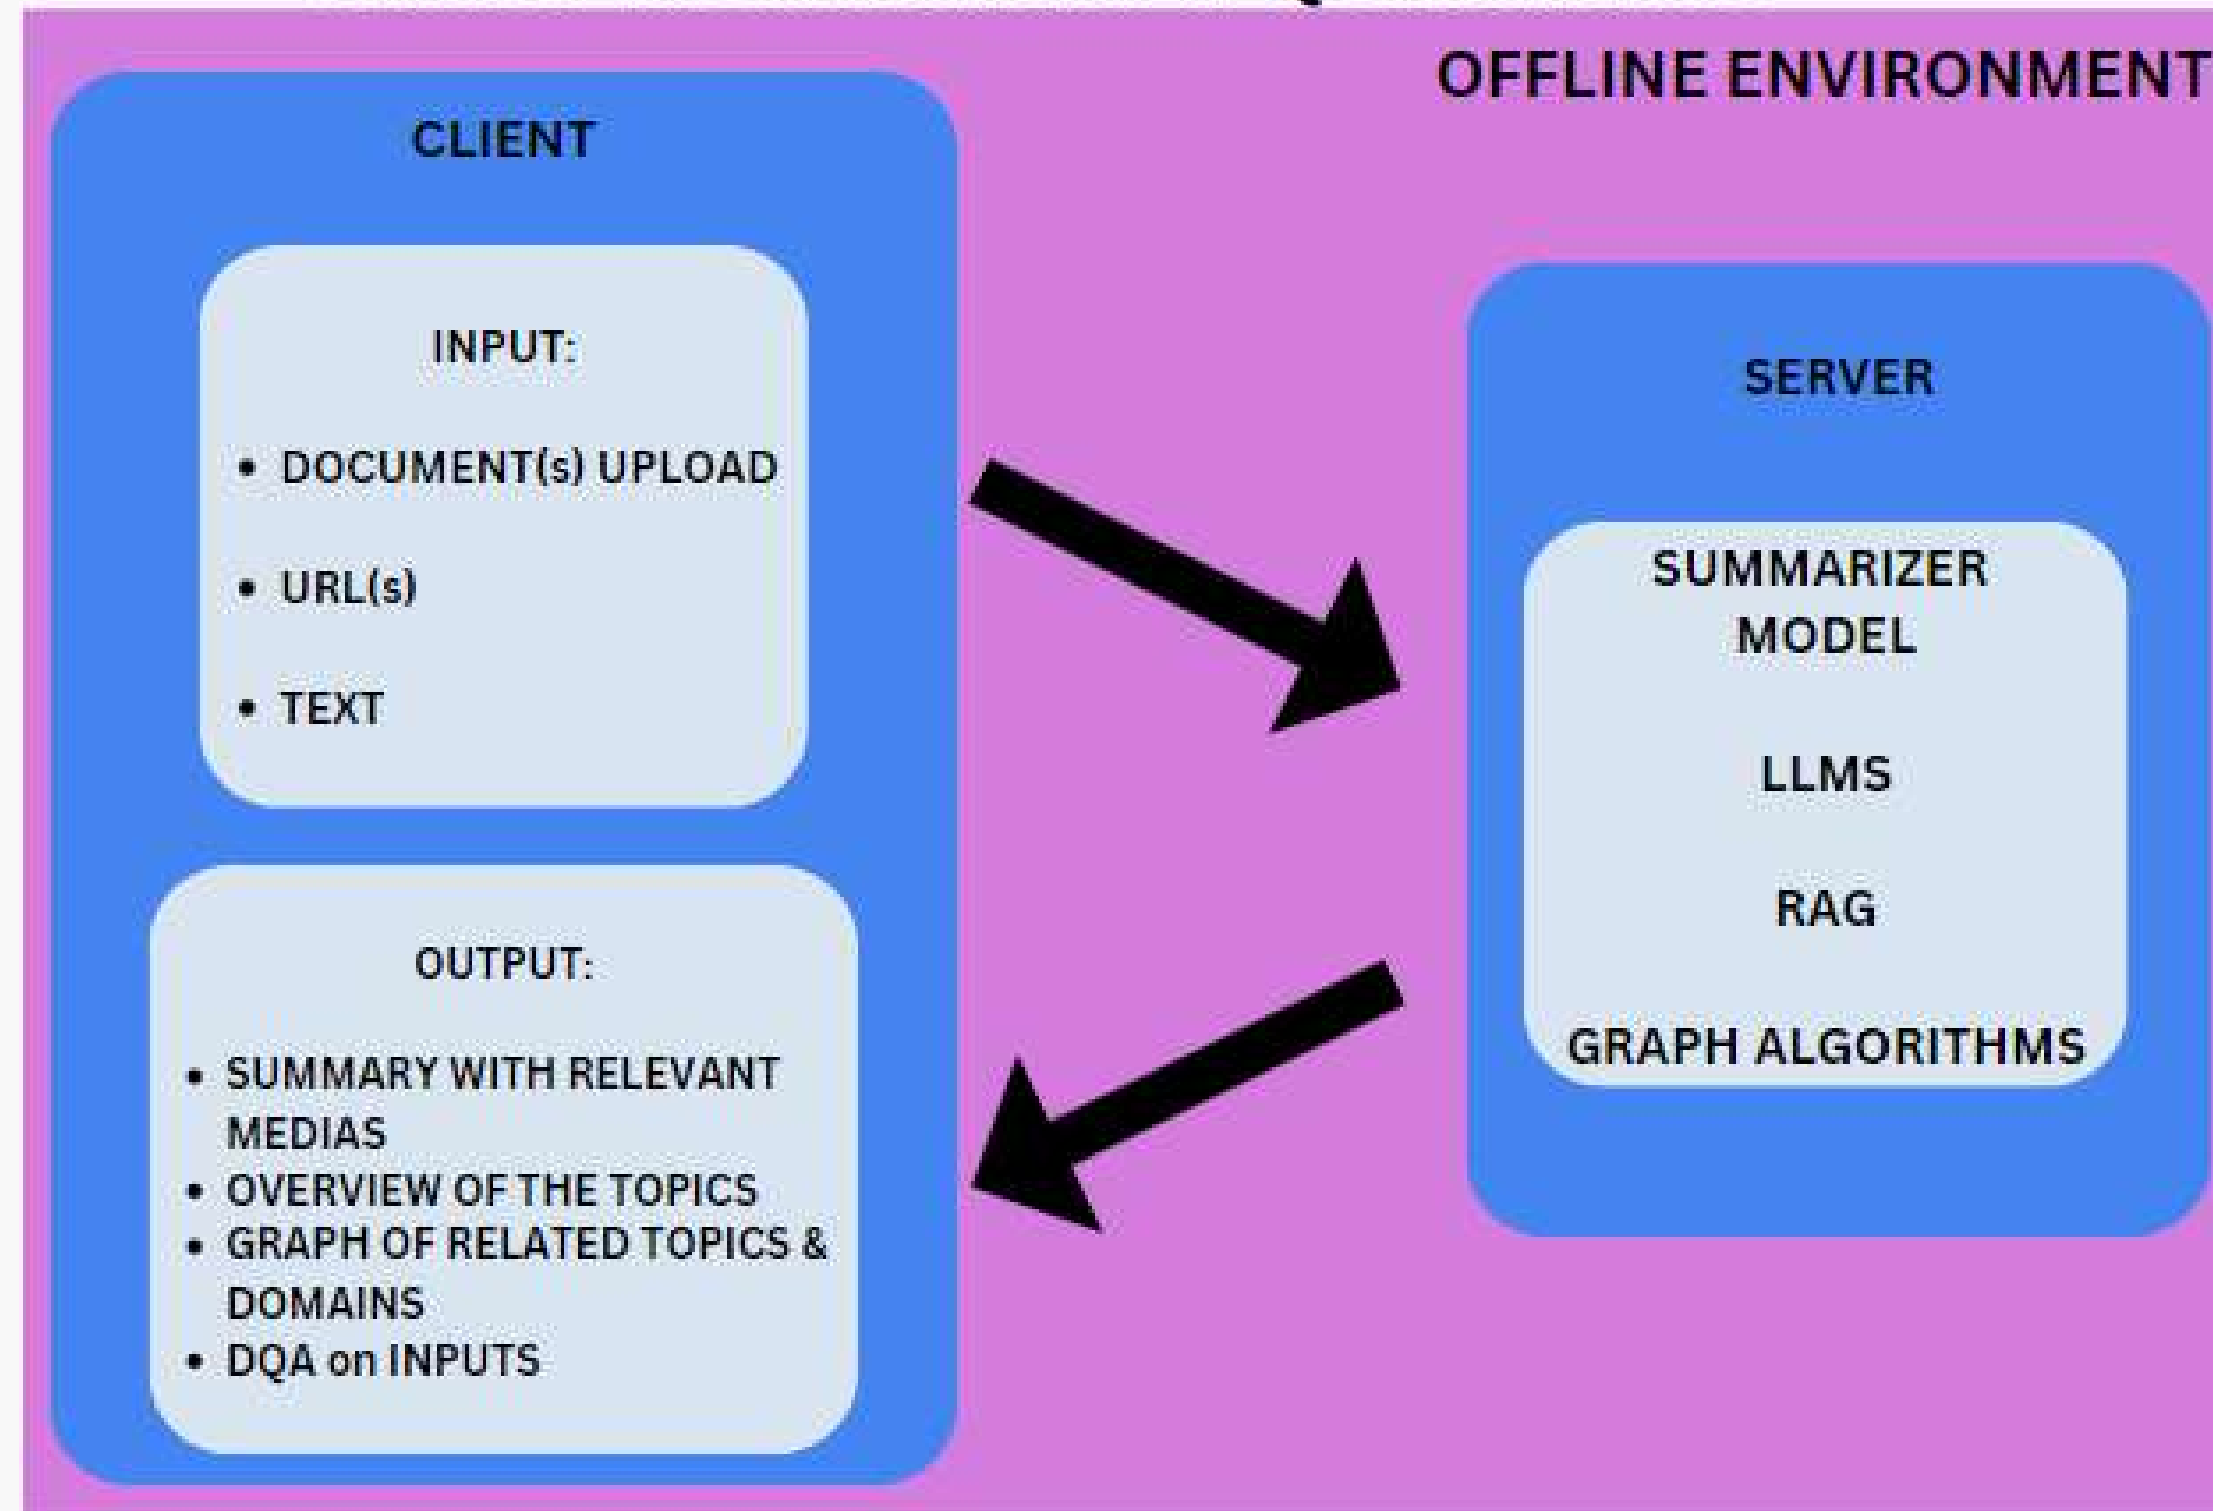 OFFLINE ENVIRONMENT
CLIENT
INPUT:
• DOCUMENT(s) UPLOAD
• URL(s)
• TEXT
OUTPUT:
• SUMMARY WITH RELEVANT
MEDIAS
• OVERVIEW OF THE TOPICS
• GRAPH OF RELATED TOPICS &
DOMAINS
• DQA on INPUTS
SERVER
SUMMARIZER
MODEL
LLMS
RAG
GRAPH ALGORITHMS